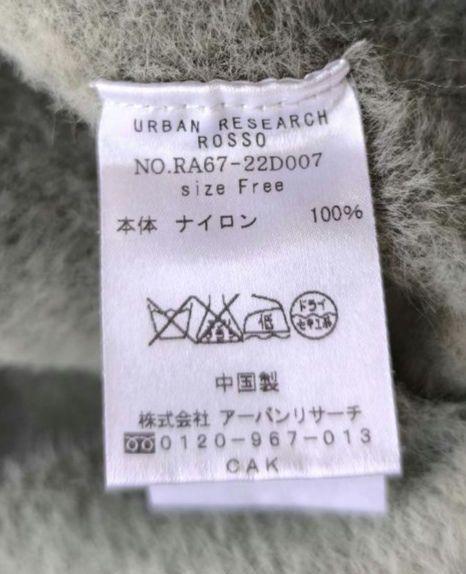 URBAN RESEARCH
ROSSO
NO.RA67-22D007
size Free
本体 ナイロン 100%
低 ドライ
セキユ系
中国製
株式会社 アーバンリサーチ
0120-967-013
CAK